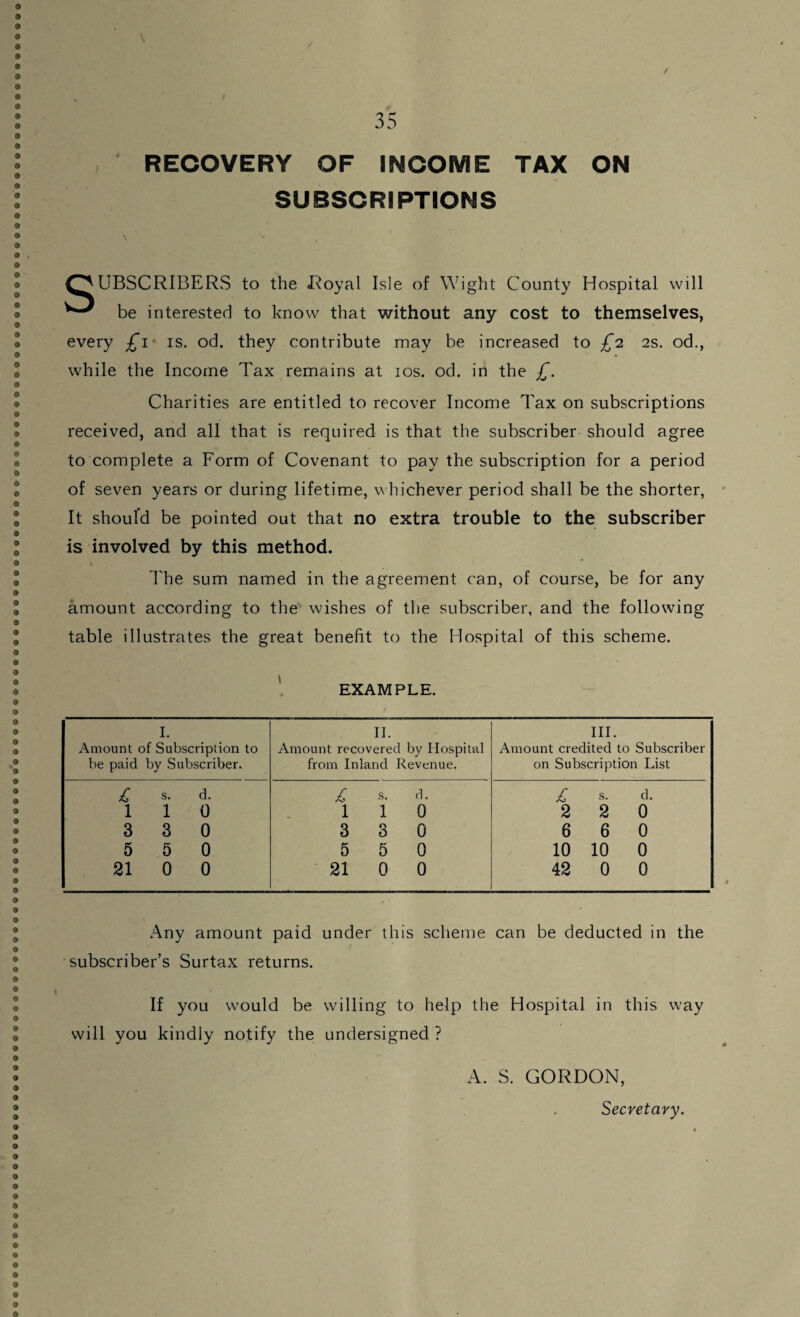 35
RECOVERY OF INCOME TAX ON
SUBSCRIPTIONS
SUBSCRIBERS to the Royal Isle of Wight County Hospital will
be interested to know that without any cost to themselves,
every £1 1s. 0d. they contribute may be increased to £2 2s. 0d.,
while the Income Tax remains at 10s. 0d. in the £.
Charities are entitled to recover Income Tax on subscriptions
received, and all that is required is that the subscriber should agree
to complete a Form of Covenant to pay the subscription for a period
of seven years or during lifetime, whichever period shall be the shorter,
It should be pointed out that no extra trouble to the subscriber
is involved by this method.
The sum named in the agreement can, of course, be for any
amount according to the wishes of the subscriber, and the following
table illustrates the great benefit to the Hospital of this scheme.
EXAMPLE.
I. II. III.
Amount of Subscription to Amount recovered by Hospital Amount credited to Subscriber
be paid by Subscriber. from Inland Revenue. on Subscription List
£ s. d. £ s. d. £ s. d.
1 1 0 1 1 0 2 2 0
3 3 0 3 3 0 6 6 0
5 5 0 5 5 0 10 10 0
21 0 0 21 0 0 42 0 0
Any amount paid under this scheme can be deducted in the
subscriber's Surtax returns.
If you would be willing to help the Hospital in this way
will you kindly notify the undersigned ?
A. S. GORDON,
Secretary.